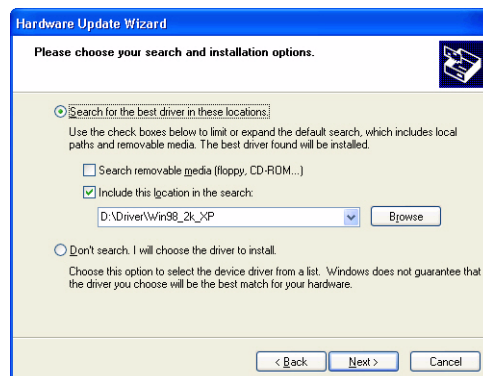 Hardware Update Wizard
Please choose your search and installation options.
Search for the best driver in these locations.
Use the check boxes below to limit or expand the default search, which includes local
paths and removable media. The best driver found will be installed.
Search removable media (floppy, CD-ROM...)
Include this location in the search:
D:\Driver\Win98_2k_XP
Browse
Don't search. I will choose the driver to install.
Choose this option to select the device driver from a list. Windows does not guarantee that
the driver you choose will be the best match for your hardware.
< Back
Next >
Cancel